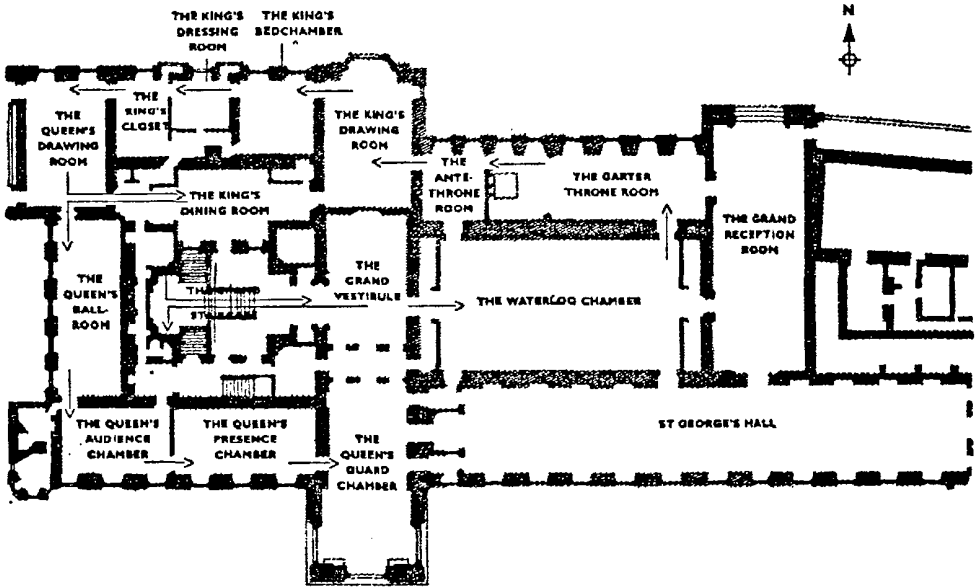 THE KING'S
DRESSING
ROOM
THE KING'S
BEDCHAMBER
N
THE
KING'S
CLOSET
THE
QUEEN'S
DRAWING
ROOM
THE KING'S
DRAWING
ROOM
THE
ANTE-
THRONE
ROOM
THE GARTER
THRONE ROOM
THE KING'S
DINING ROOM
THE GRAND
RECEPTION
ROOM
THE
QUEEN'S
BALL-
ROOM
THE GRAND
THE
GRAND
VESTIBULE
THE WATERLOO CHAMBER
THE QUEEN'S
AUDIENCE
CHAMBER
THE QUEEN'S
PRESENCE
CHAMBER
THE
QUEEN'S
GUARD
CHAMBER
ST GEORGE'S HALL